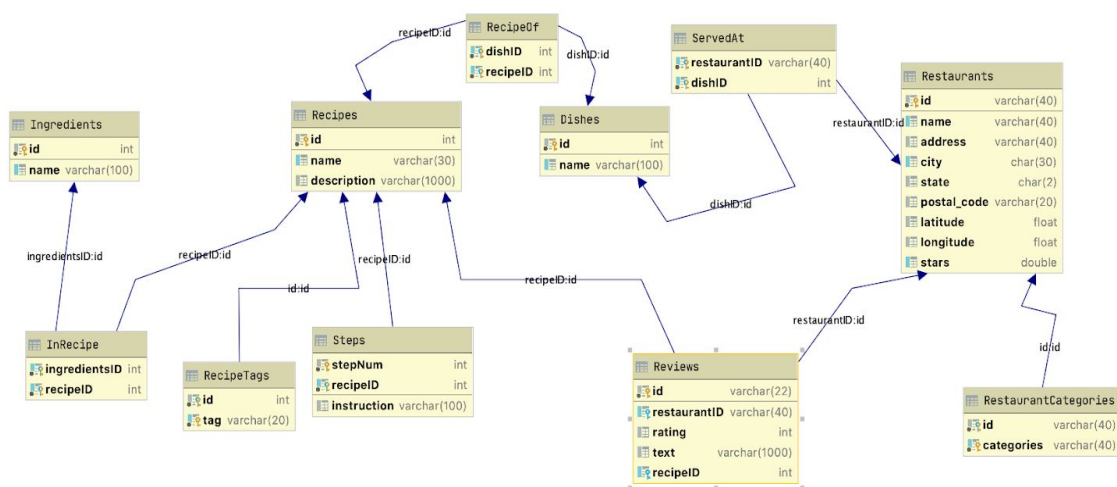 RecipeOf
dishID int
recipeID int
recipeID:id
dishID:id
ServedAt
restaurantID varchar(40)
dishID int
restaurantID:id
dishID:id
Restaurants
id varchar(40)
name varchar(40)
address varchar(40)
city char(30)
state char(2)
postal_code varchar(20)
latitude float
longitude float
stars double
Ingredients
id int
name varchar(100)
Recipes
id int
name varchar(30)
description varchar(1000)
Dishes
id int
name varchar(100)
ingredientsID:id
recipeID:id
recipeID:id
id:id
recipeID:id
restaurantID:id
id:id
InRecipe
ingredientsID int
recipeID int
RecipeTags
id int
tag varchar(20)
Steps
stepNum int
recipeID int
instruction varchar(100)
Reviews
id varchar(22)
restaurantID varchar(40)
rating int
text varchar(1000)
recipeID int
RestaurantCategories
id varchar(40)
categories varchar(40)